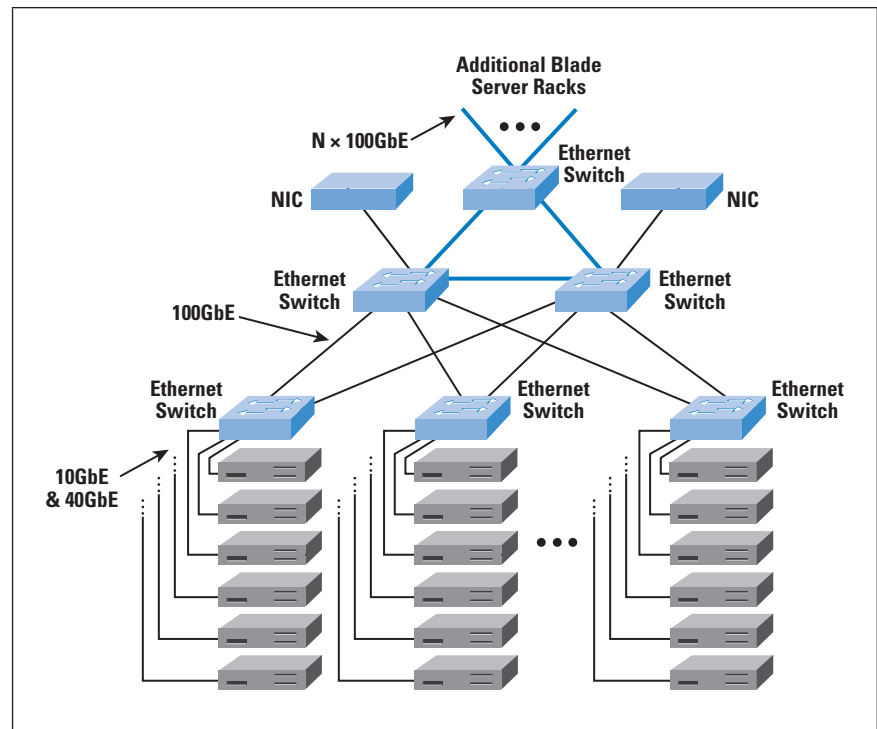 Additional Blade
Server Racks
N × 100GbE
Ethernet
Switch
NIC
NIC
Ethernet
Switch
Ethernet
Switch
100GbE
Ethernet
Switch
Ethernet
Switch
Ethernet
Switch
10GbE
& 40GbE